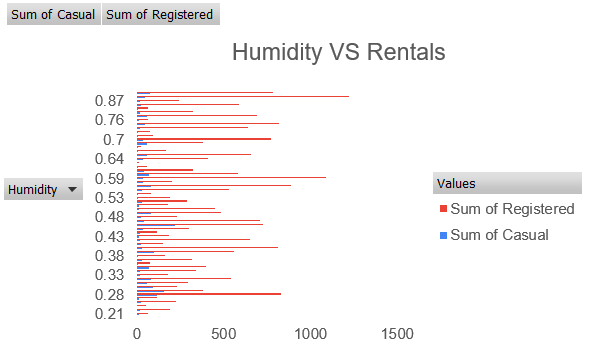 Sum of Casual Sum of Registered
Humidity VS Rentals
0.87
0.76
0.7
0.64
0.59
0.53
0.48
0.43
0.38
0.33
0.28
0.21
0 500 1000 1500
Humidity
Values
Sum of Registered
Sum of Casual